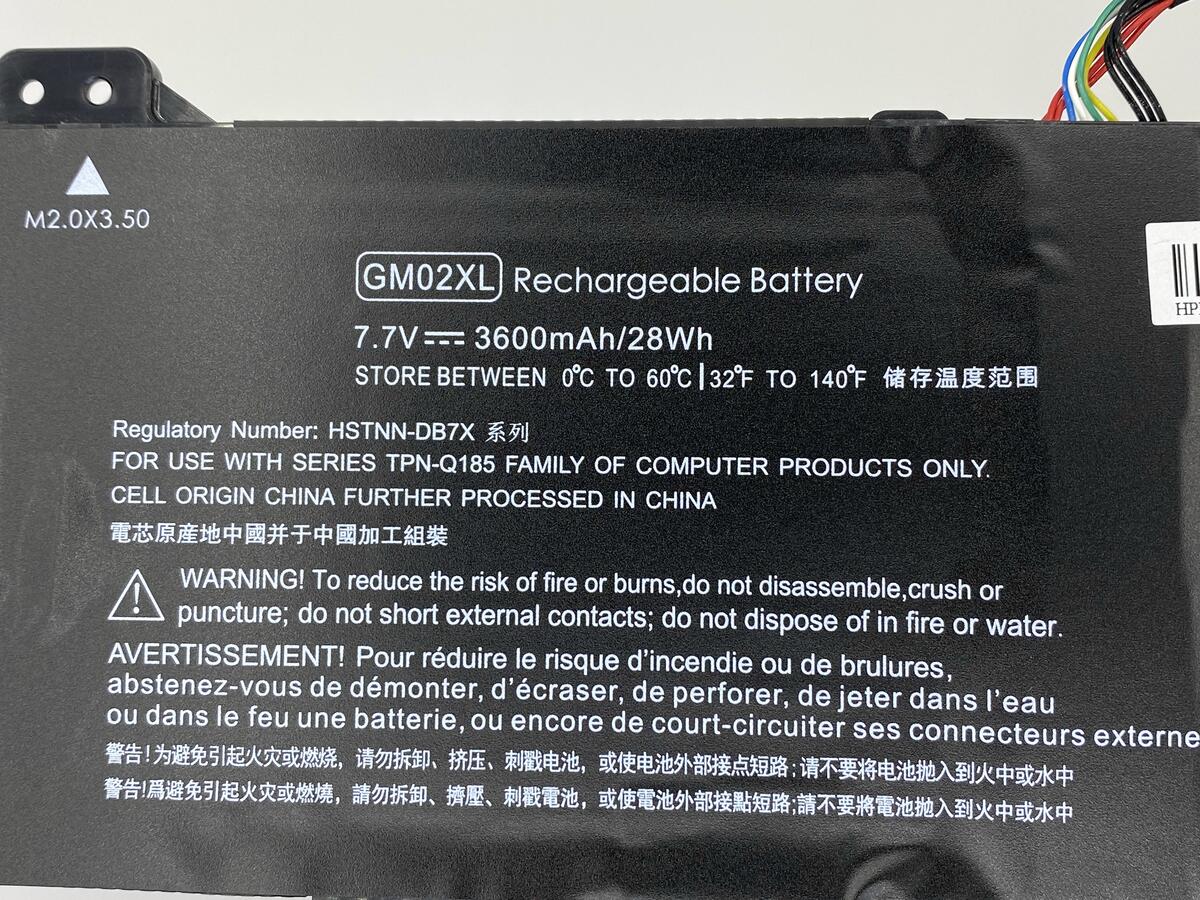 M2.0X3.50
GM02XL Rechargeable Battery
7.7V⎓ 3600mAh/28Wh
STORE BETWEEN 0℃ TO 60℃ | 32℉ TO 140℉ 储存温度范围
Regulatory Number: HSTNN-DB7X 系列
FOR USE WITH SERIES TPN-Q185 FAMILY OF COMPUTER PRODUCTS ONLY.
CELL ORIGIN CHINA FURTHER PROCESSED IN CHINA
電芯原産地中國并于中國加工組裝
WARNING! To reduce the risk of fire or burns,do not disassemble,crush or
puncture; do not short external contacts; do not dispose of in fire or water.
AVERTISSEMENT! Pour réduire le risque d'incendie ou de brulures,
abstenez-vous de démonter, d'écraser, de perforer, de jeter dans l'eau
ou dans le feu une batterie, ou encore de court-circuiter ses connecteurs externe
警告!为避免引起火灾或燃烧，请勿拆卸、挤压、刺戳电池，或使电池外部接点短路;请不要将电池抛入到火中或水中
警告!爲避免引起火灾或燃燒，請勿拆卸、擠壓、刺戳電池，或使電池外部接點短路;請不要將電池抛入到火中或水中
HP